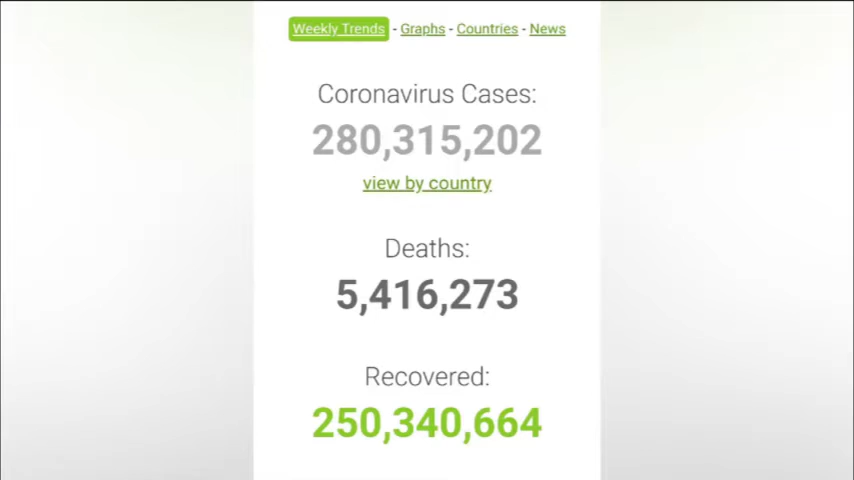 Weekly Trends - Graphs - Countries - News
Coronavirus Cases:
280,315,202
view by country
Deaths:
5,416,273
Recovered:
250,340,664